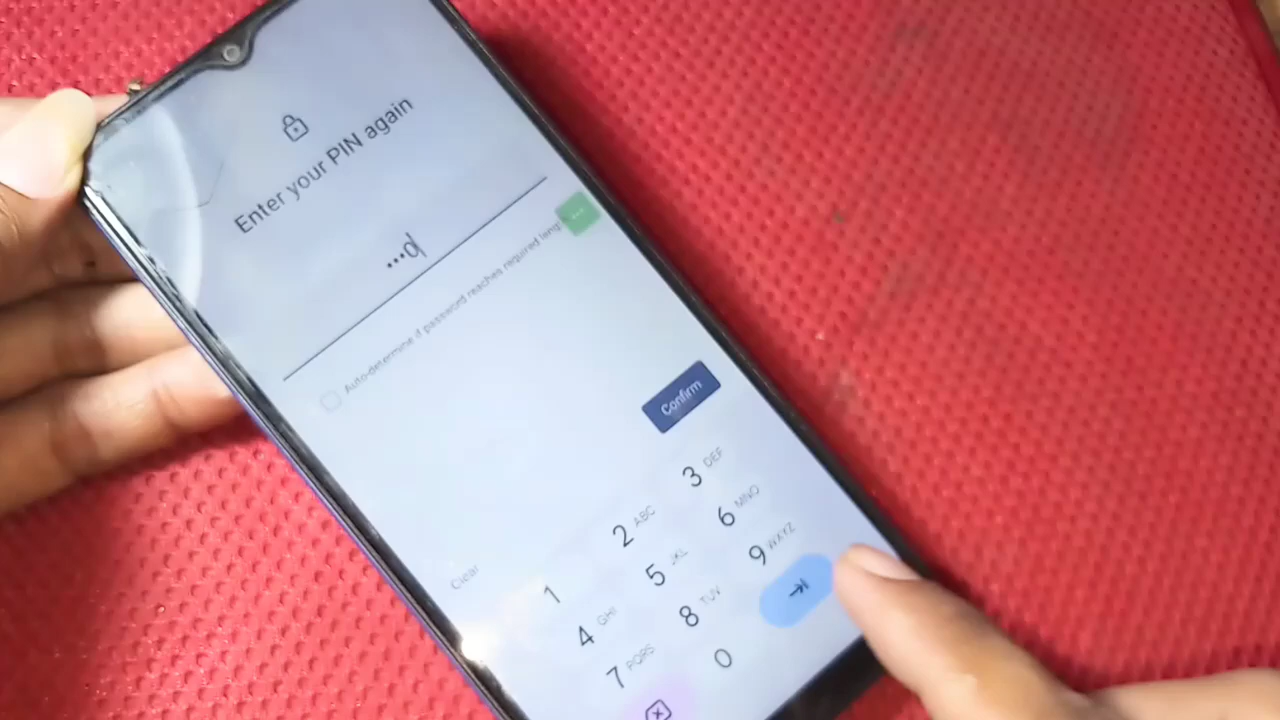 Enter your PIN again
•••0
Auto-determine if password reaches required
Confirm
Clear
1
2 ABC
3 DEF
4 GHI
5 JKL
6 MNO
7 PQRS
8 TUV
9 WXYZ
0